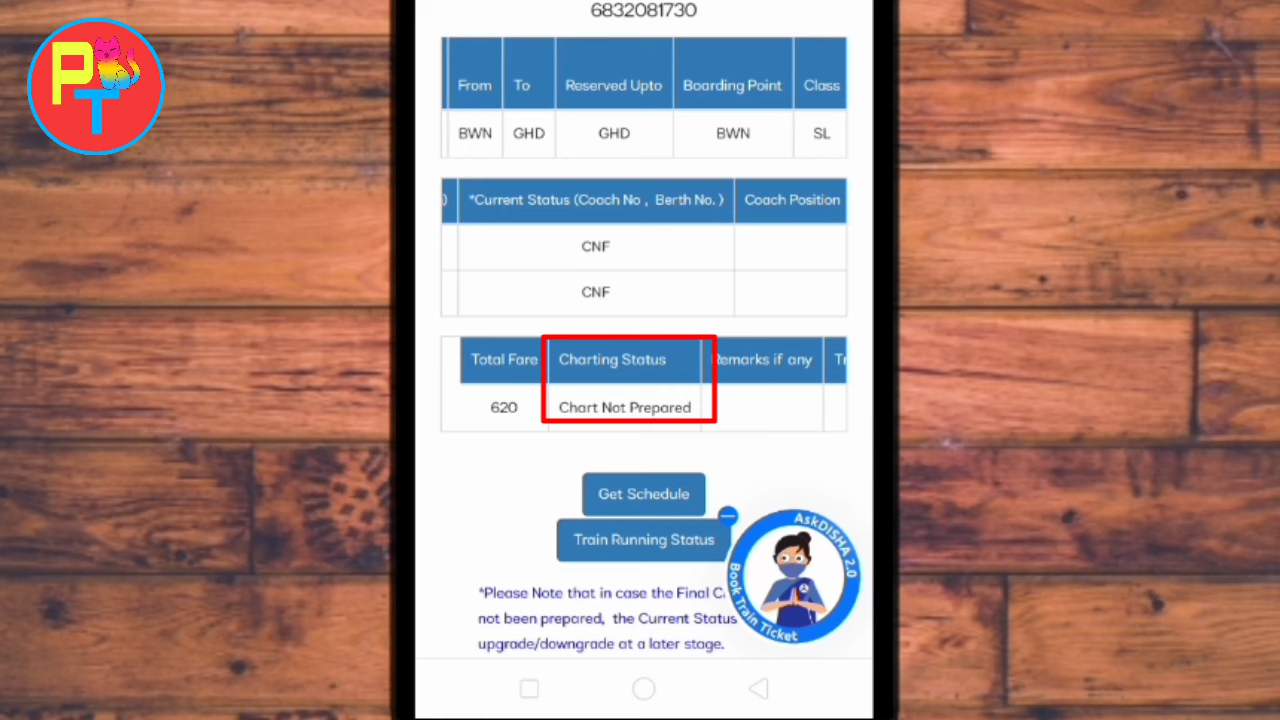 PT
6832081730
From To Reserved Upto Boarding Point Class
BWN GHD GHD BWN SL
) *Current Status (Coach No , Berth No. ) Coach Position
CNF
CNF
Total Fare Charting Status Remarks if any Tr
620 Chart Not Prepared
Get Schedule
Train Running Status
AskDISHA 2.0
Book Train Ticket
*Please Note that in case the Final C
not been prepared, the Current Status
upgrade/downgrade at a later stage.